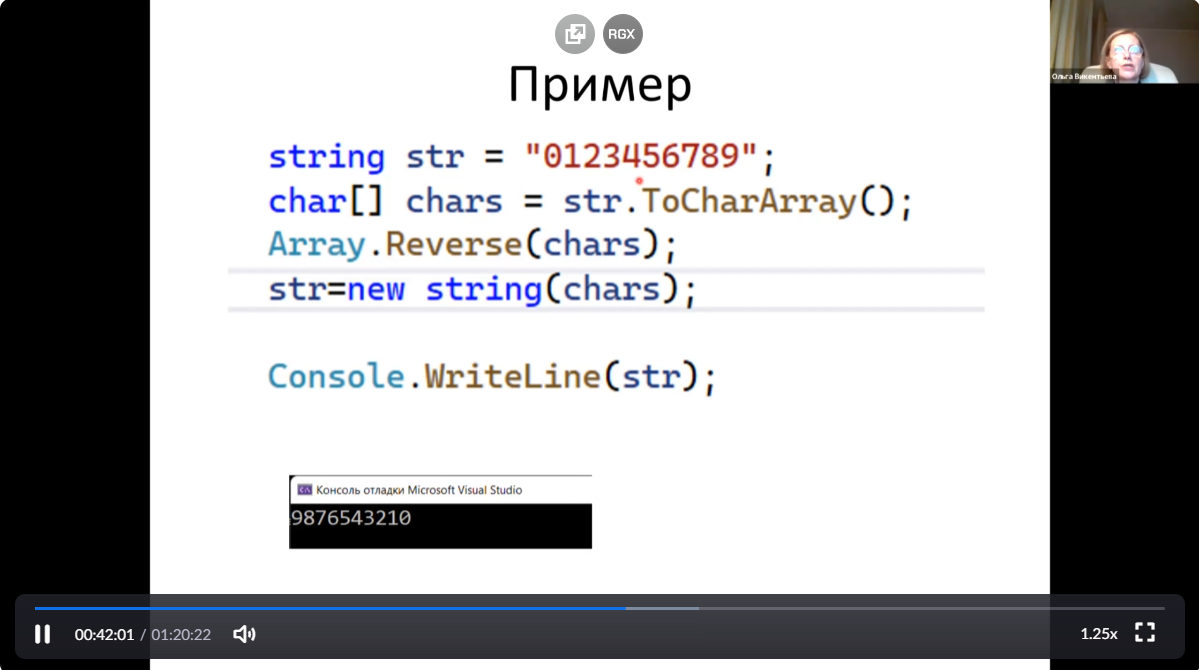 RGX
Ольга Викентьева
Пример
string str = "0123456789";
char[] chars = str.ToCharArray();
Array.Reverse(chars);
str=new string(chars);
Console.WriteLine(str);
C:\ Консоль отладки Microsoft Visual Studio
9876543210
00:42:01 / 01:20:22
1.25x